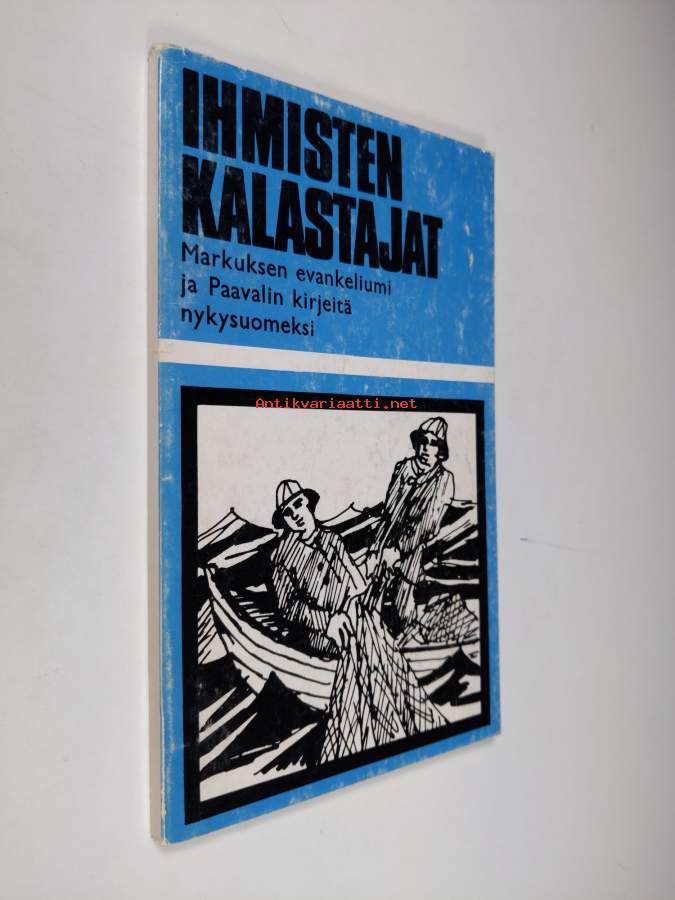 IHMISTEN
KALASTAJAT
Markuksen evankeliumi
ja Paavalin kirjeitä
nykysuomeksi
Antikvariaatti.net